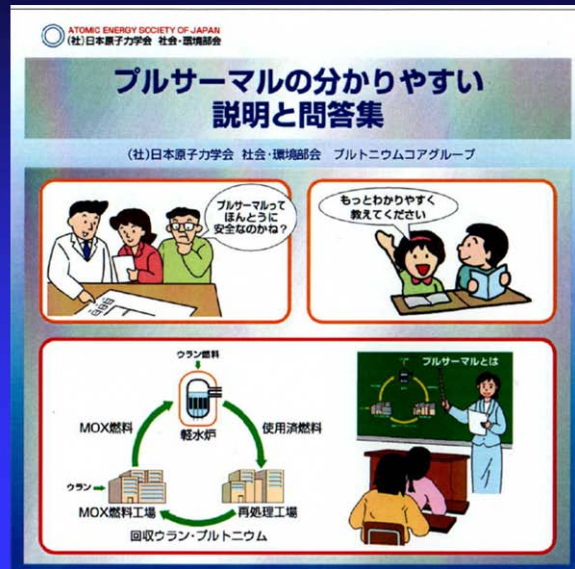 ATOMIC ENERGY SOCIETY OF JAPAN
(社)日本原子力学会 社会・環境部会
プルサーマルの分かりやすい
説明と問答集
(社)日本原子力学会 社会・環境部会 プルトニウムコアグループ
プルサーマルって
ほんとうに
安全なのかね?
もっとわかりやすく
教えてください
ウラン燃料
MOX燃料
軽水炉
使用済燃料
ウラン
MOX燃料工場
再処理工場
回収ウラン・プルトニウム
プルサーマルとは